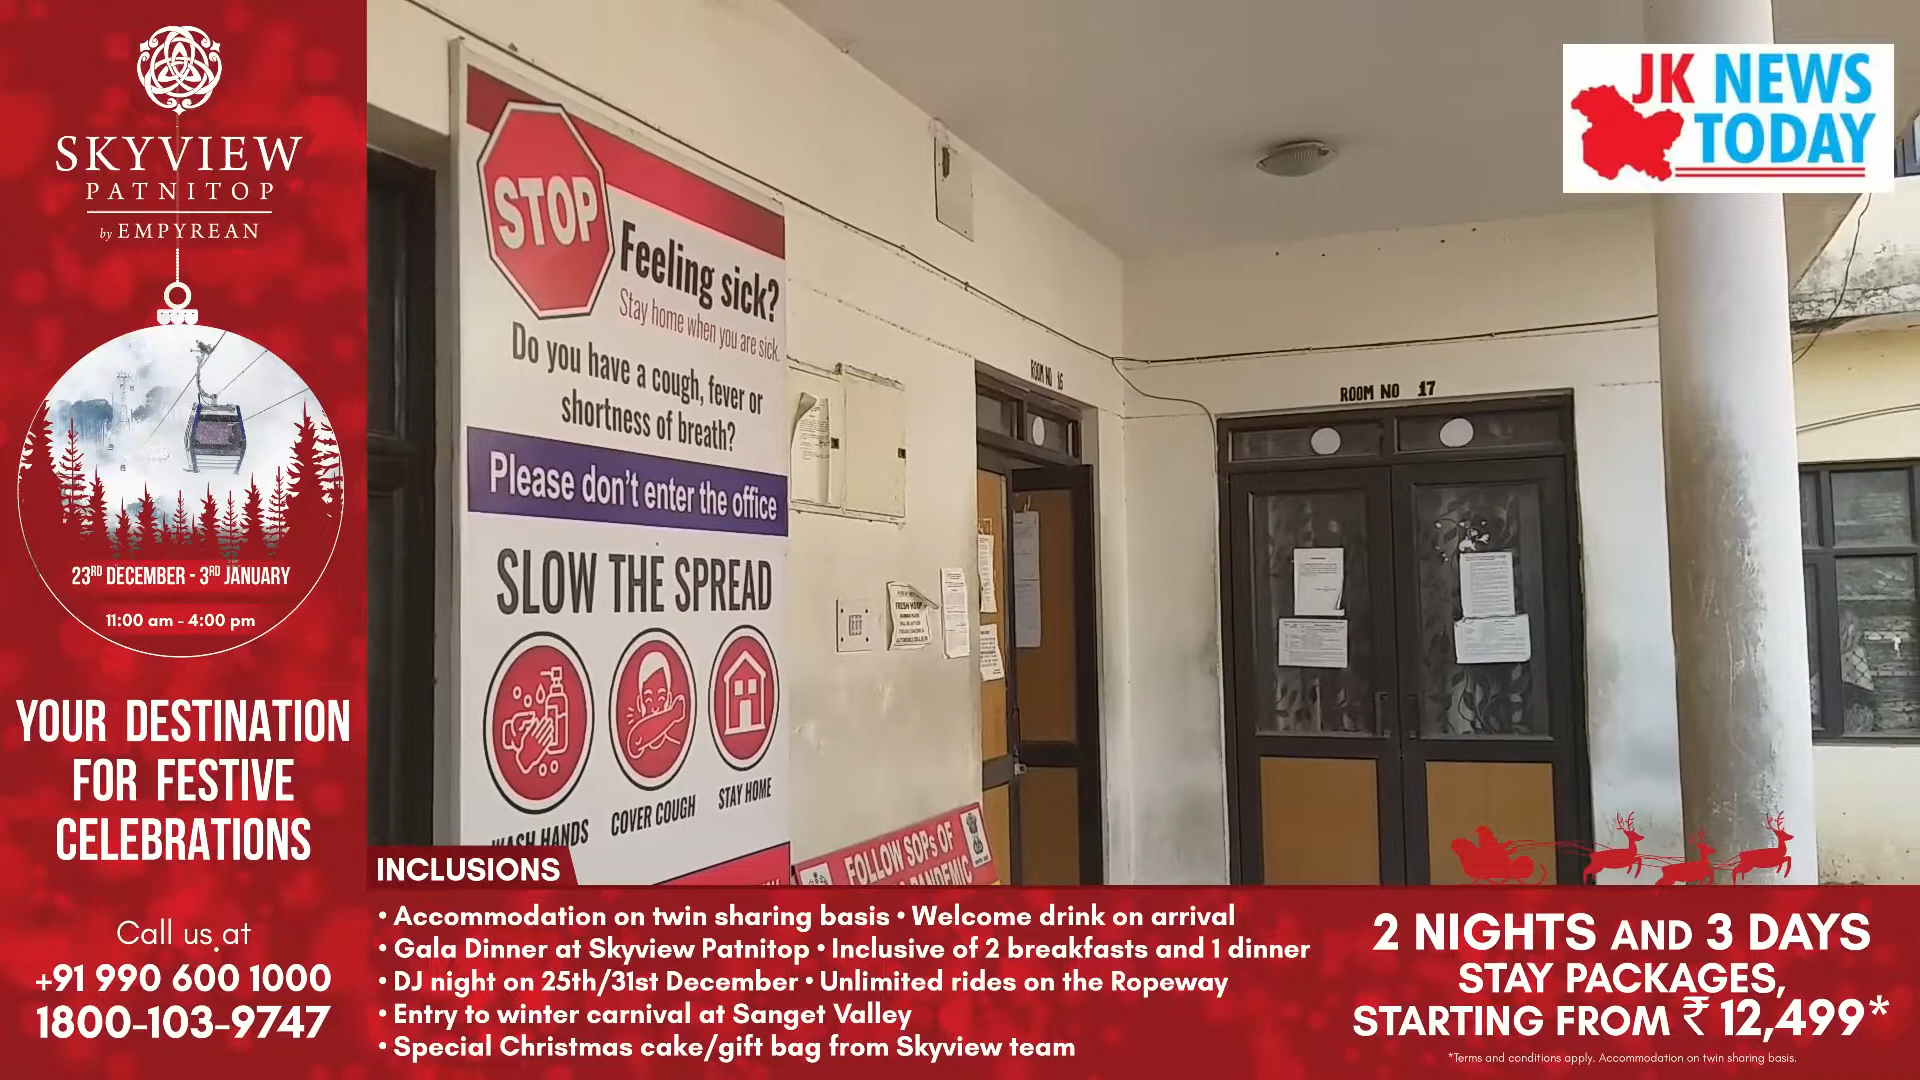 SKYVIEW
PATNITOP
by EMPYREAN
23RD DECEMBER - 3RD JANUARY
11:00 am - 4:00 pm
YOUR DESTINATION
FOR FESTIVE
CELEBRATIONS
Call us at
+91 990 600 1000
1800-103-9747
STOP
Feeling sick?
Stay home when you are sick.
Do you have a cough, fever or
shortness of breath?
Please don't enter the office
SLOW THE SPREAD
WASH HANDS
COVER COUGH
STAY HOME
FOLLOW SOPs OF
PANDEMIC
ROOM NO 16
ROOM NO 17
JK NEWS
TODAY
INCLUSIONS
• Accommodation on twin sharing basis • Welcome drink on arrival
• Gala Dinner at Skyview Patnitop • Inclusive of 2 breakfasts and 1 dinner
• DJ night on 25th/31st December • Unlimited rides on the Ropeway
• Entry to winter carnival at Sanget Valley
• Special Christmas cake/gift bag from Skyview team
2 NIGHTS AND 3 DAYS
STAY PACKAGES,
STARTING FROM ₹ 12,499*
*Terms and conditions apply. Accommodation on twin sharing basis.